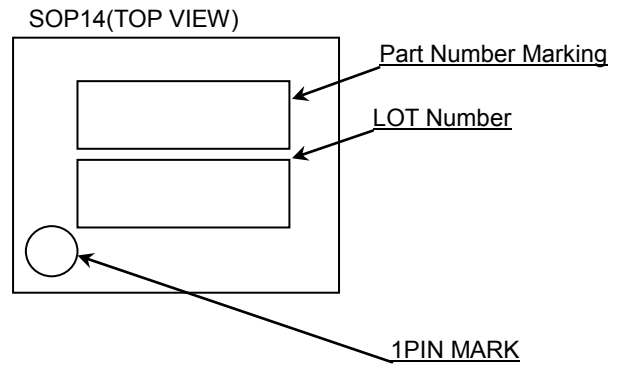 SOP14(TOP VIEW)
Part Number Marking
LOT Number
1PIN MARK